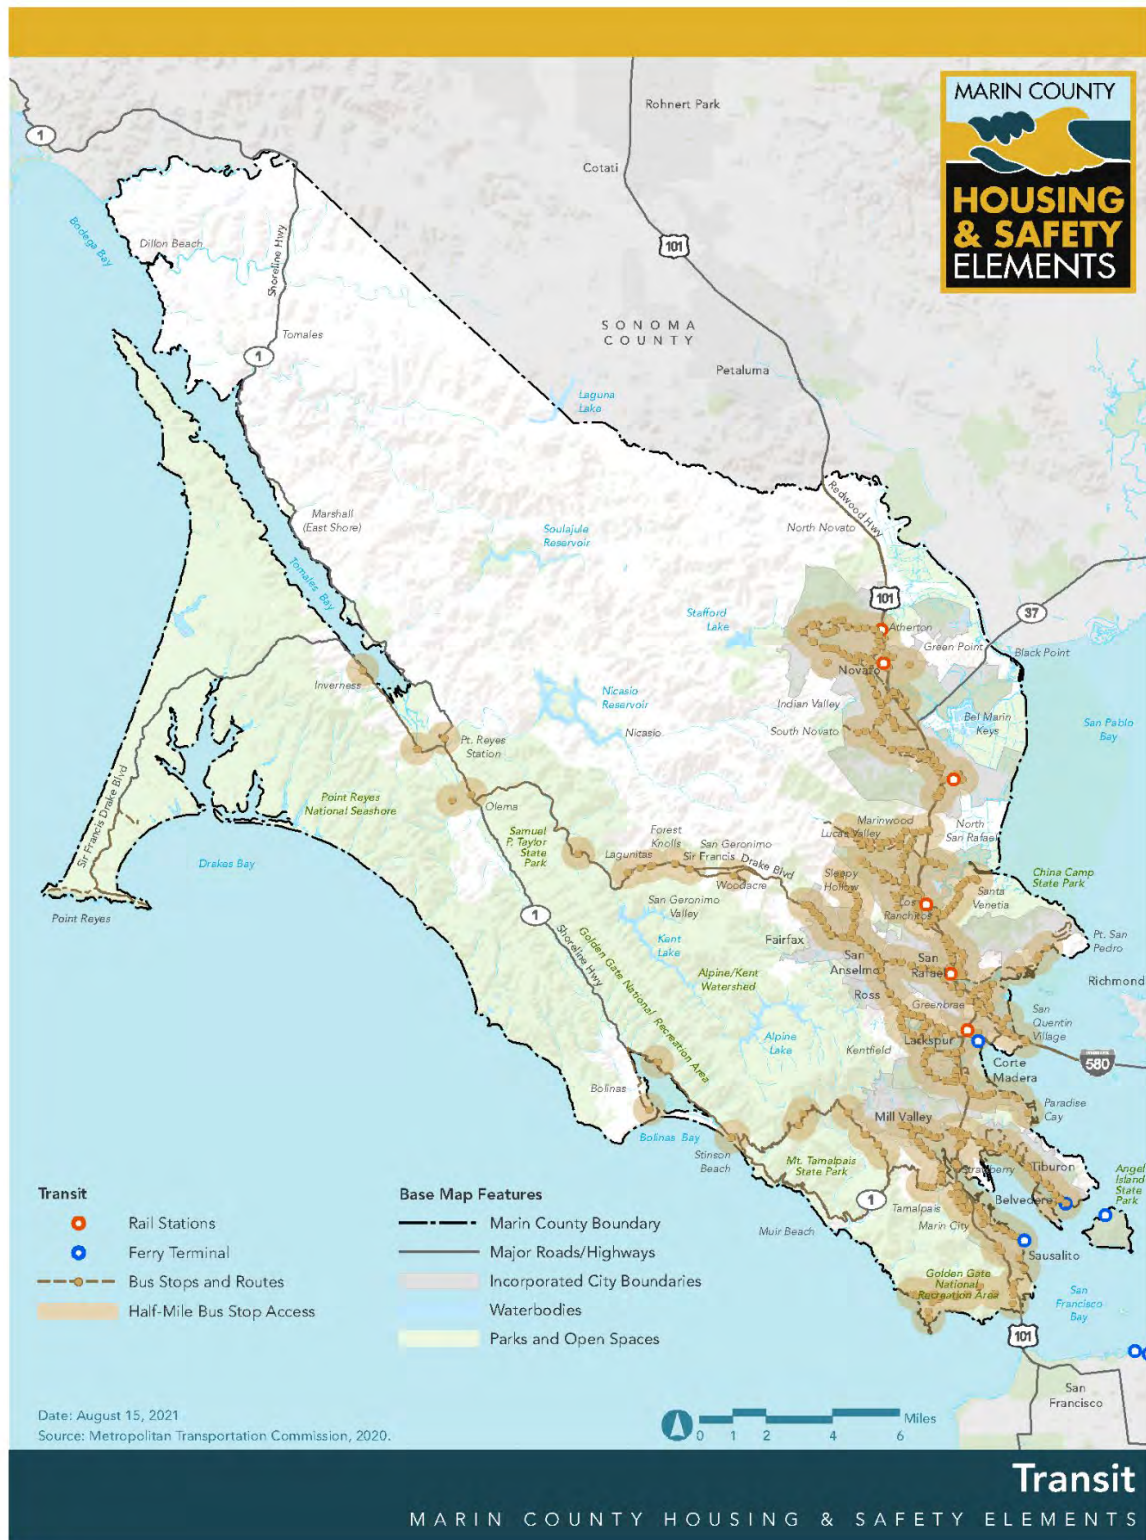 MARIN COUNTY
HOUSING
& SAFETY
ELEMENTS
Rohnert Park
Cotati
1
101
Bodega Bay
Dillon Beach
Shoreline Hwy
Tomales
1
SONOMA
COUNTY
Petaluma
Laguna
Lake
Redwood Hwy
North Novato
Marshall
(East Shore)
Soulajule
Reservoir
Tomales Bay
101
37
Stafford
Lake
Atherton
Green Point
Black Point
Novato
Inverness
Indian Valley
Nicasio
Reservoir
Nicasio
South Novato
Bel Marin
Keys
San Pablo
Bay
Pt. Reyes
Station
Sir Francis Drake Blvd
Point Reyes
National Seashore
Olema
Samuel
P. Taylor
State
Park
Marinwood
Lucas Valley
North
San Rafael
Forest
Knolls
San Geronimo
Lagunitas
Sir Francis Drake Blvd
Woodacre
Sleepy
Hollow
China Camp
State Park
Santa
Venetia
Los
Ranchitos
Drakes Bay
Point Reyes
San Geronimo
Valley
1
Shoreline Hwy
Golden Gate National Recreation Area
Kent
Lake
Fairfax
San
Anselmo
San
Rafael
Pt. San
Pedro
Richmond
Alpine/Kent
Watershed
Ross
Greenbrae
San
Quentin
Village
Alpine
Lake
Kentfield
Larkspur
580
Corte
Madera
Bolinas
Paradise
Cay
Mill Valley
Bolinas Bay
Stinson
Beach
Mt. Tamalpais
State Park
Strawberry
Tiburon
Angel
Island
State
Park
Belvedere
1
Tamalpais
Marin City
Muir Beach
Sausalito
Golden Gate
National
Recreation Area
San
Francisco
Bay
101
San
Francisco
Transit
Rail Stations
Ferry Terminal
Bus Stops and Routes
Half-Mile Bus Stop Access
Base Map Features
Marin County Boundary
Major Roads/Highways
Incorporated City Boundaries
Waterbodies
Parks and Open Spaces
Date: August 15, 2021
Source: Metropolitan Transportation Commission, 2020.
0 1 2 4 6 Miles
Transit
MARIN COUNTY HOUSING & SAFETY ELEMENTS